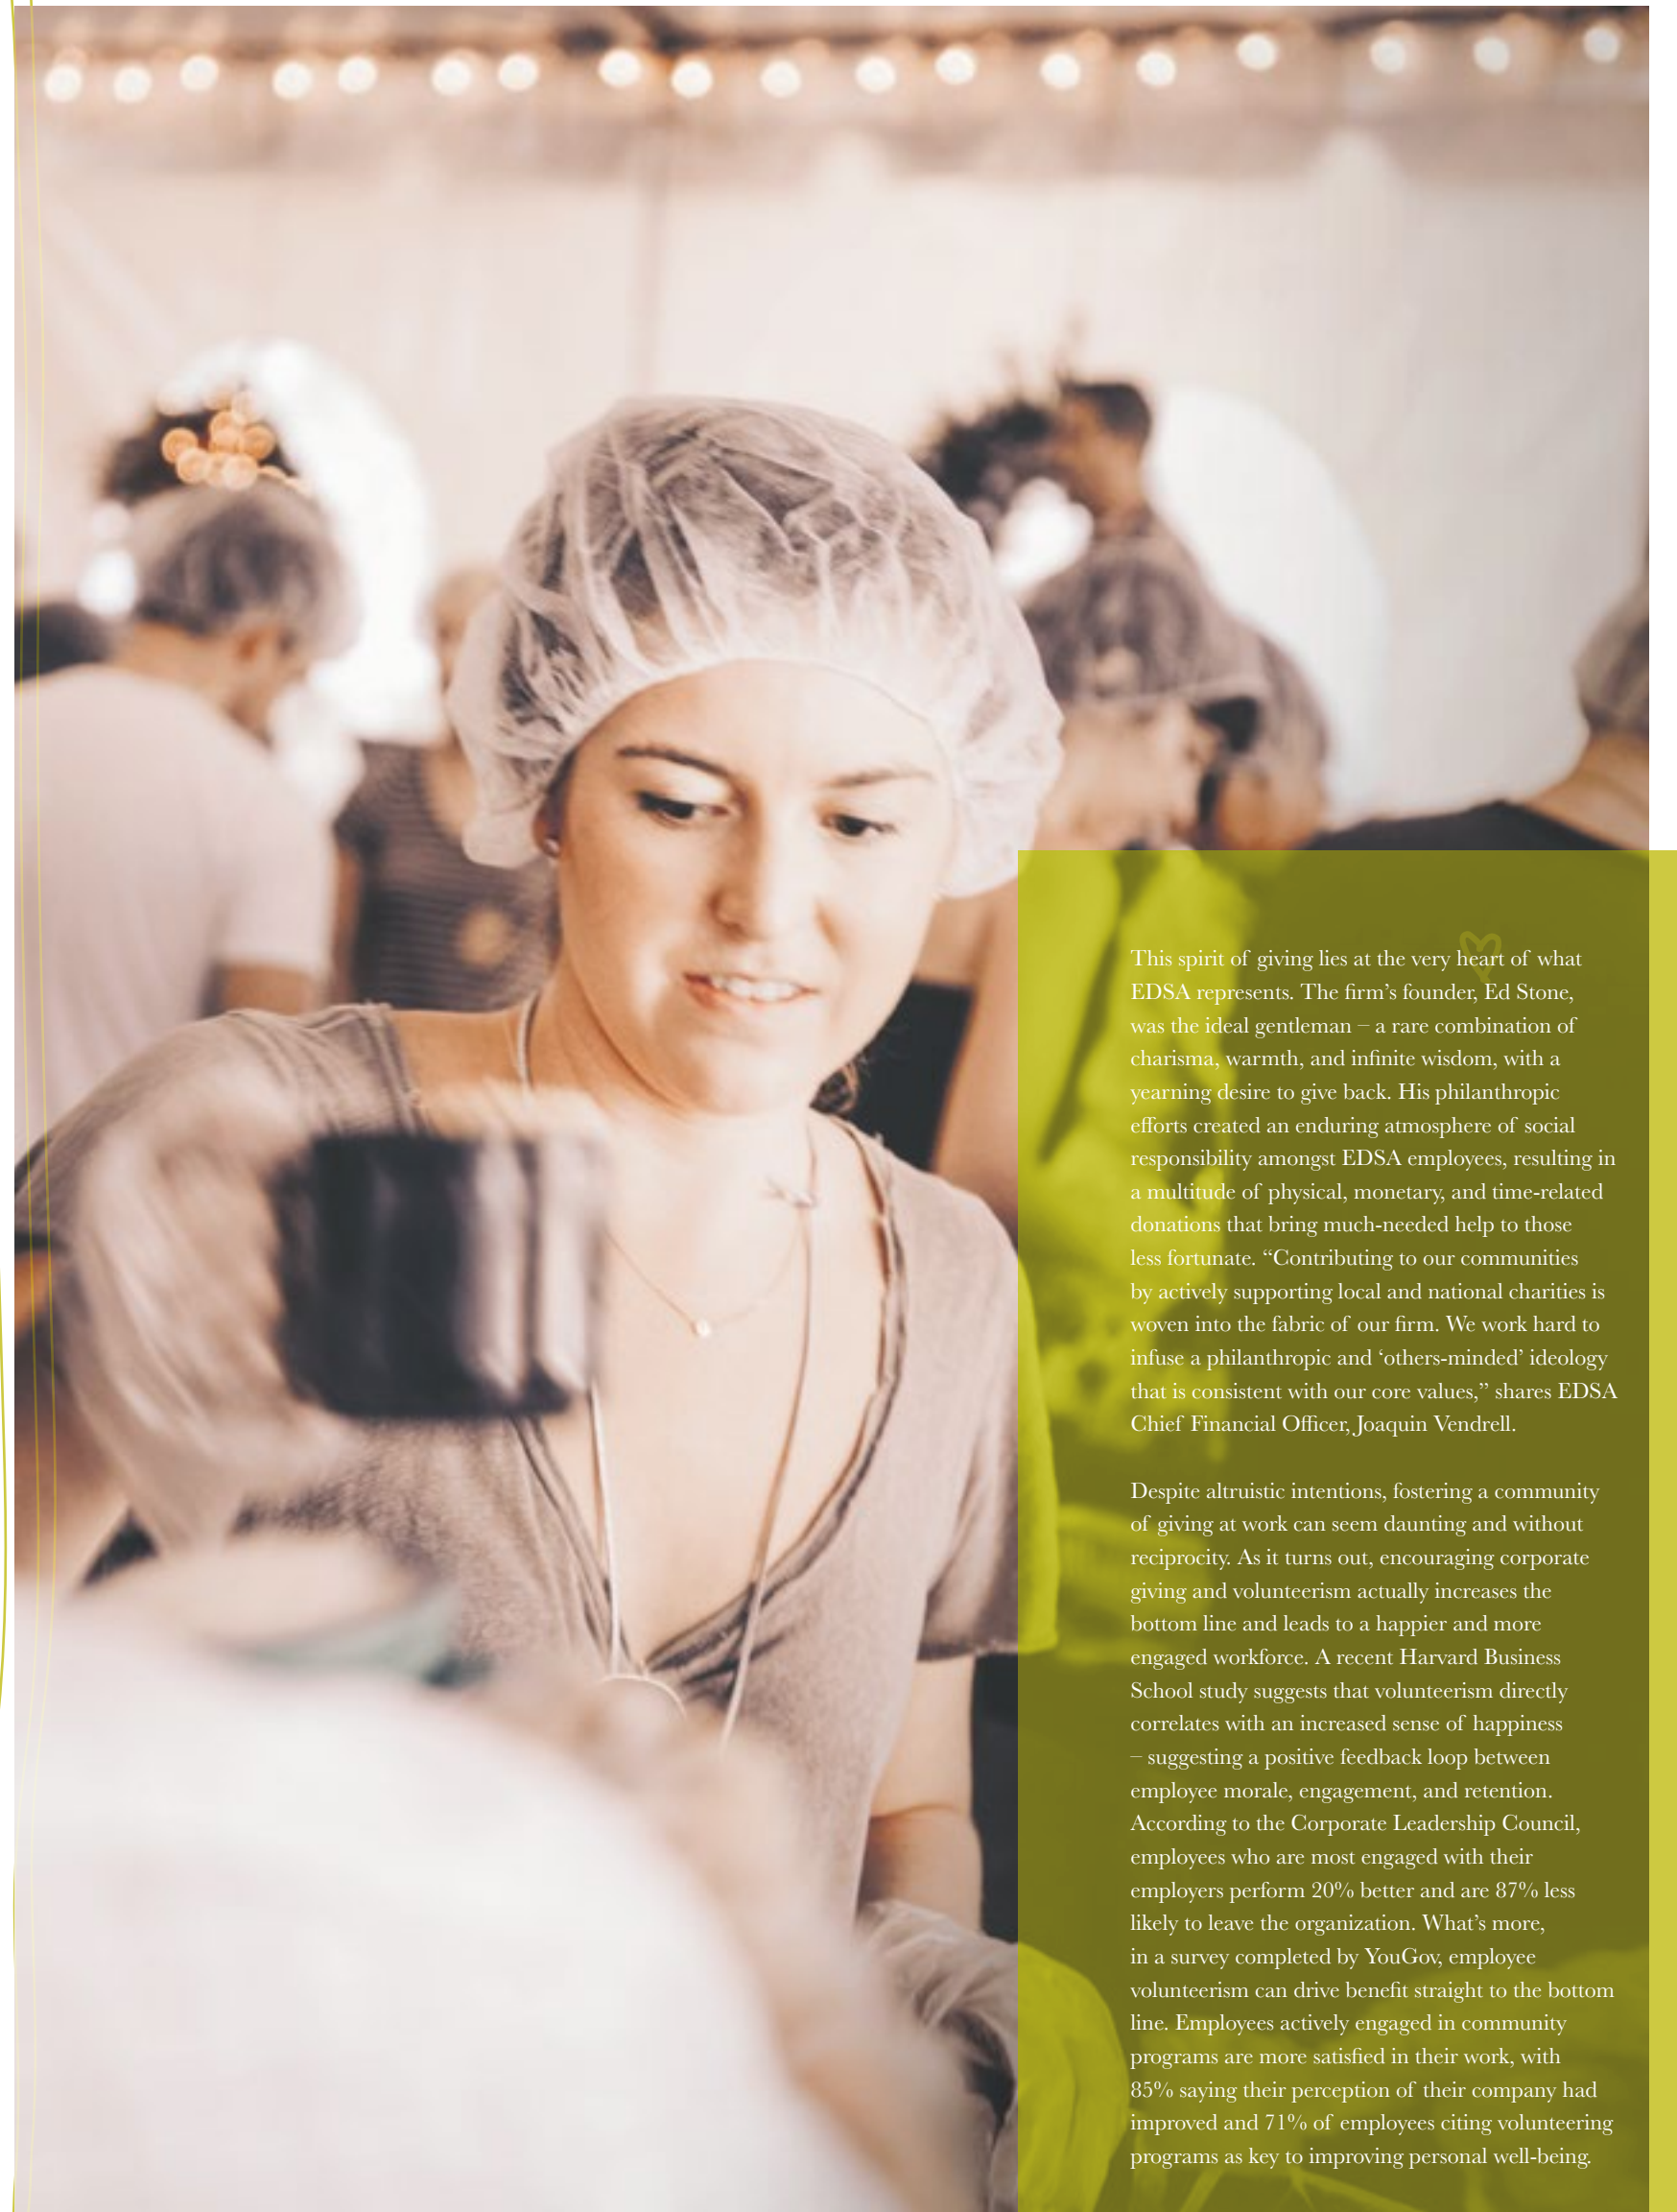 This spirit of giving lies at the very heart of what
EDSA represents. The firm’s founder, Ed Stone,
was the ideal gentleman – a rare combination of
charisma, warmth, and infinite wisdom, with a
yearning desire to give back. His philanthropic
efforts created an enduring atmosphere of social
responsibility amongst EDSA employees, resulting in
a multitude of physical, monetary, and time-related
donations that bring much-needed help to those
less fortunate. “Contributing to our communities
by actively supporting local and national charities is
woven into the fabric of our firm. We work hard to
infuse a philanthropic and ‘others-minded’ ideology
that is consistent with our core values,” shares EDSA
Chief Financial Officer, Joaquin Vendrell.
Despite altruistic intentions, fostering a community
of giving at work can seem daunting and without
reciprocity. As it turns out, encouraging corporate
giving and volunteerism actually increases the
bottom line and leads to a happier and more
engaged workforce. A recent Harvard Business
School study suggests that volunteerism directly
correlates with an increased sense of happiness
– suggesting a positive feedback loop between
employee morale, engagement, and retention.
According to the Corporate Leadership Council,
employees who are most engaged with their
employers perform 20% better and are 87% less
likely to leave the organization. What’s more,
in a survey completed by YouGov, employee
volunteerism can drive benefit straight to the bottom
line. Employees actively engaged in community
programs are more satisfied in their work, with
85% saying their perception of their company had
improved and 71% of employees citing volunteering
programs as key to improving personal well-being.